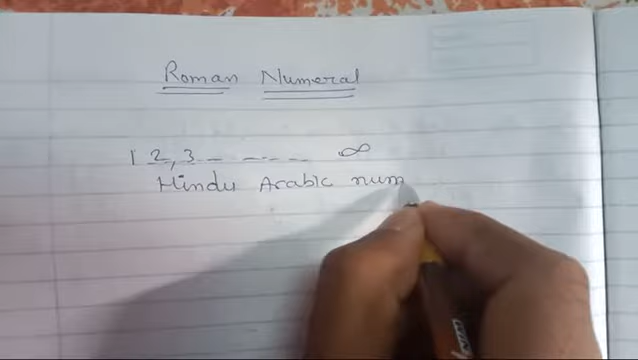 Roman Numeral
1 2, 3 - ---- ∞
Hindu Arabic num